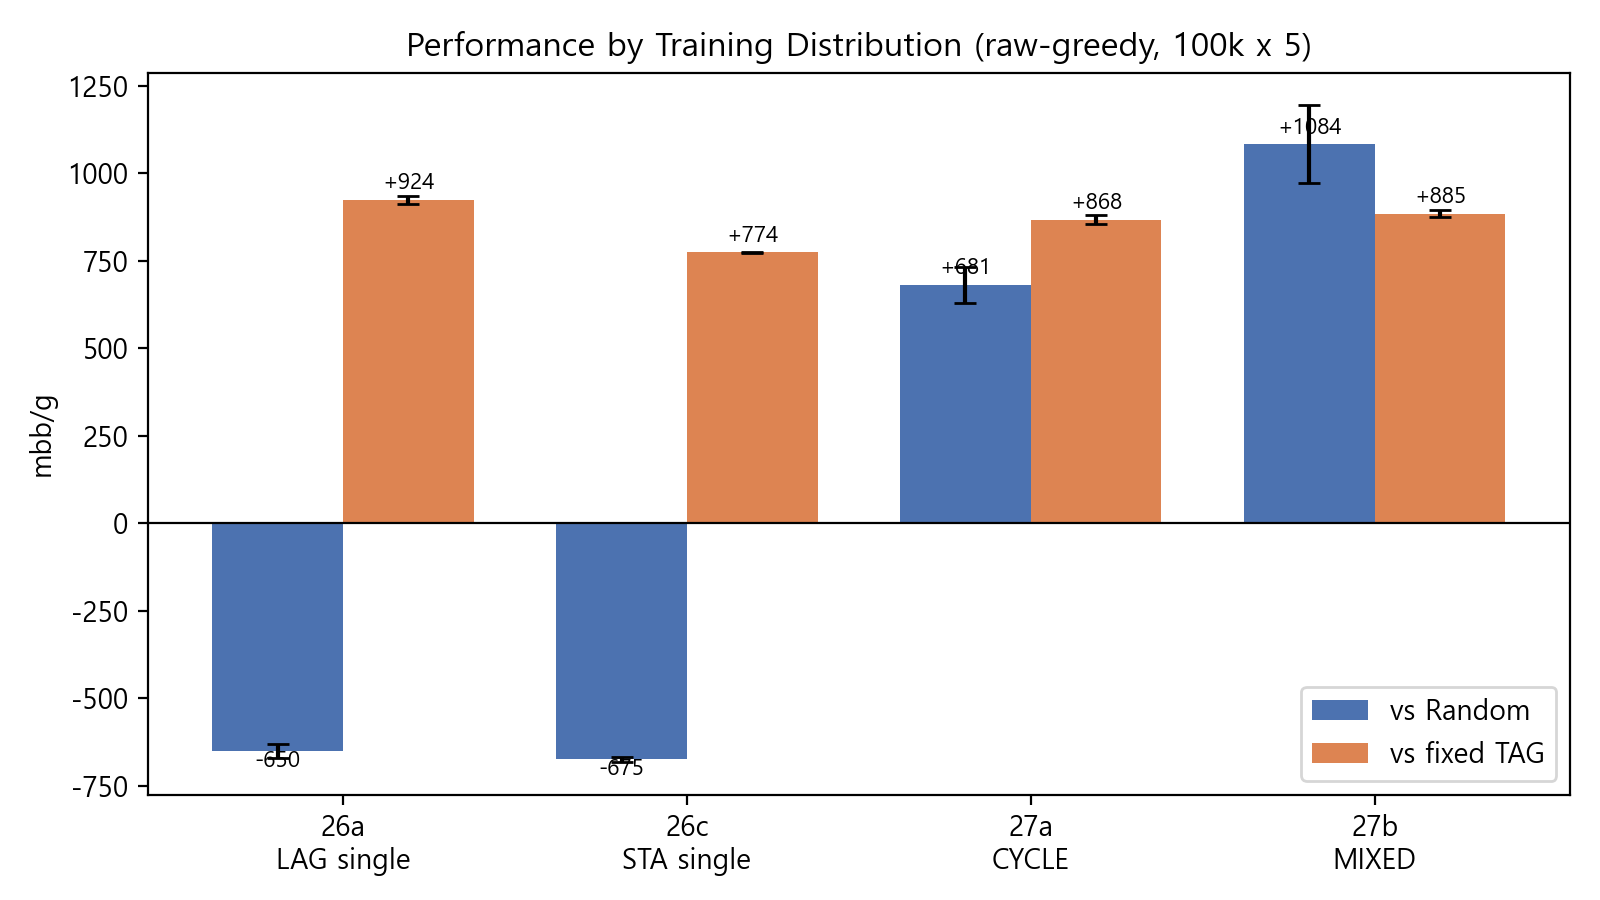 Performance by Training Distribution (raw-greedy, 100k x 5)
mbb/g
1250
1000
750
500
250
0
-250
-500
-750
+924
+774
+681
+868
+1084
+885
-650
-675
vs Random
vs fixed TAG
26a
LAG single
26c
STA single
27a
CYCLE
27b
MIXED